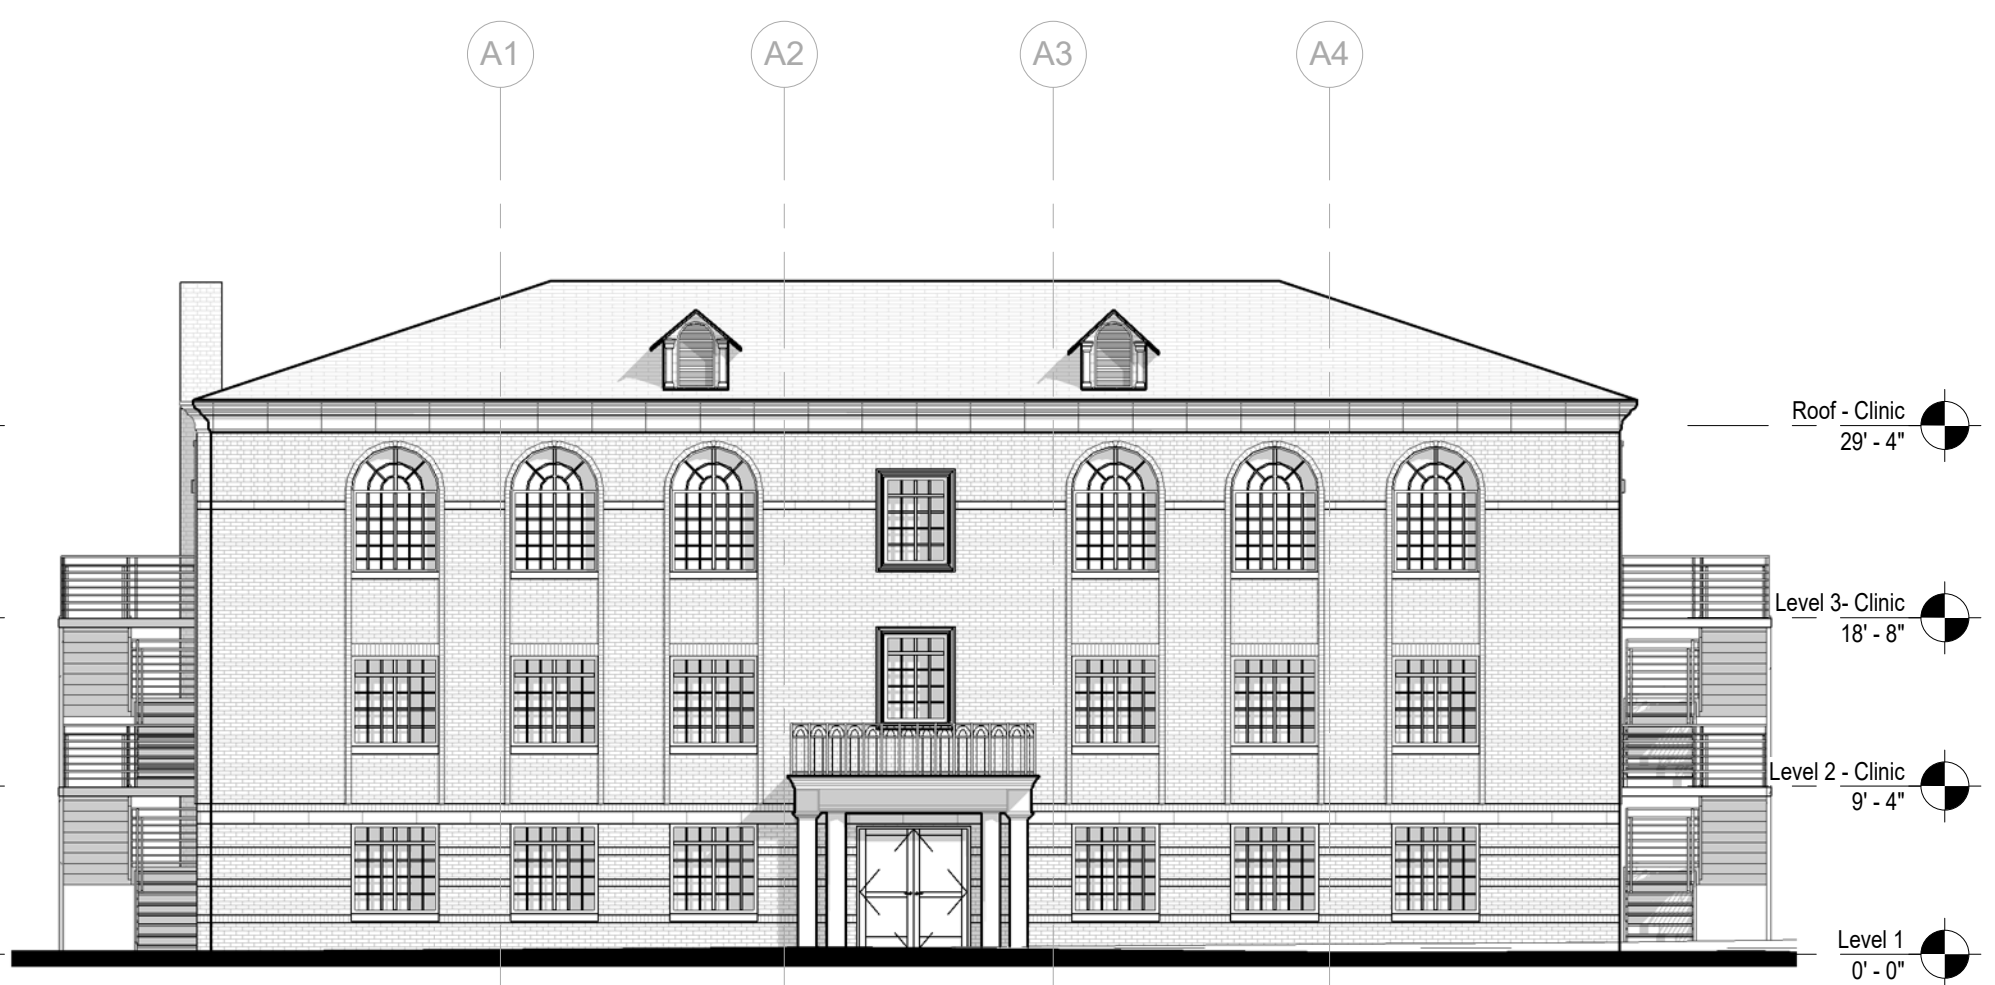 A1
A2
A3
A4
Roof - Clinic
29' - 4"
Level 3- Clinic
18' - 8"
Level 2 - Clinic
9' - 4"
Level 1
0' - 0"